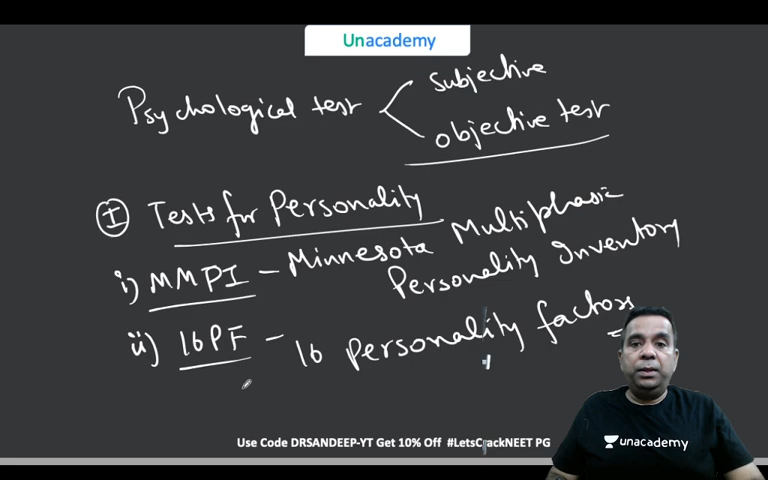 Unacademy
Psychological test
subjective
objective test
I Tests for Personality
i) MMPI - Minnesota Multiphasic
Personality Inventory
ii) 16PF - 16 personality factors
Use Code DRSANDEEP-YT Get 10% Off #LetsCrackNEET PG
unacademy